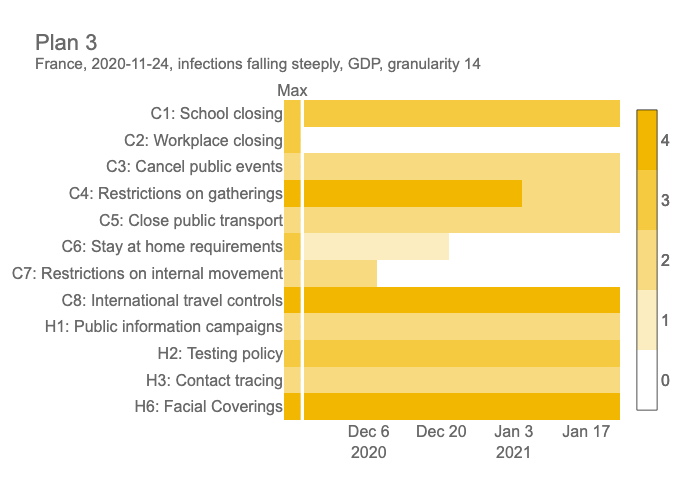 Plan 3
France, 2020-11-24, infections falling steeply, GDP, granularity 14
Max
C1: School closing
C2: Workplace closing
C3: Cancel public events
C4: Restrictions on gatherings
C5: Close public transport
C6: Stay at home requirements
C7: Restrictions on internal movement
C8: International travel controls
H1: Public information campaigns
H2: Testing policy
H3: Contact tracing
H6: Facial Coverings
4
3
2
1
0
Dec 6 Dec 20 Jan 3 Jan 17
2020 2021